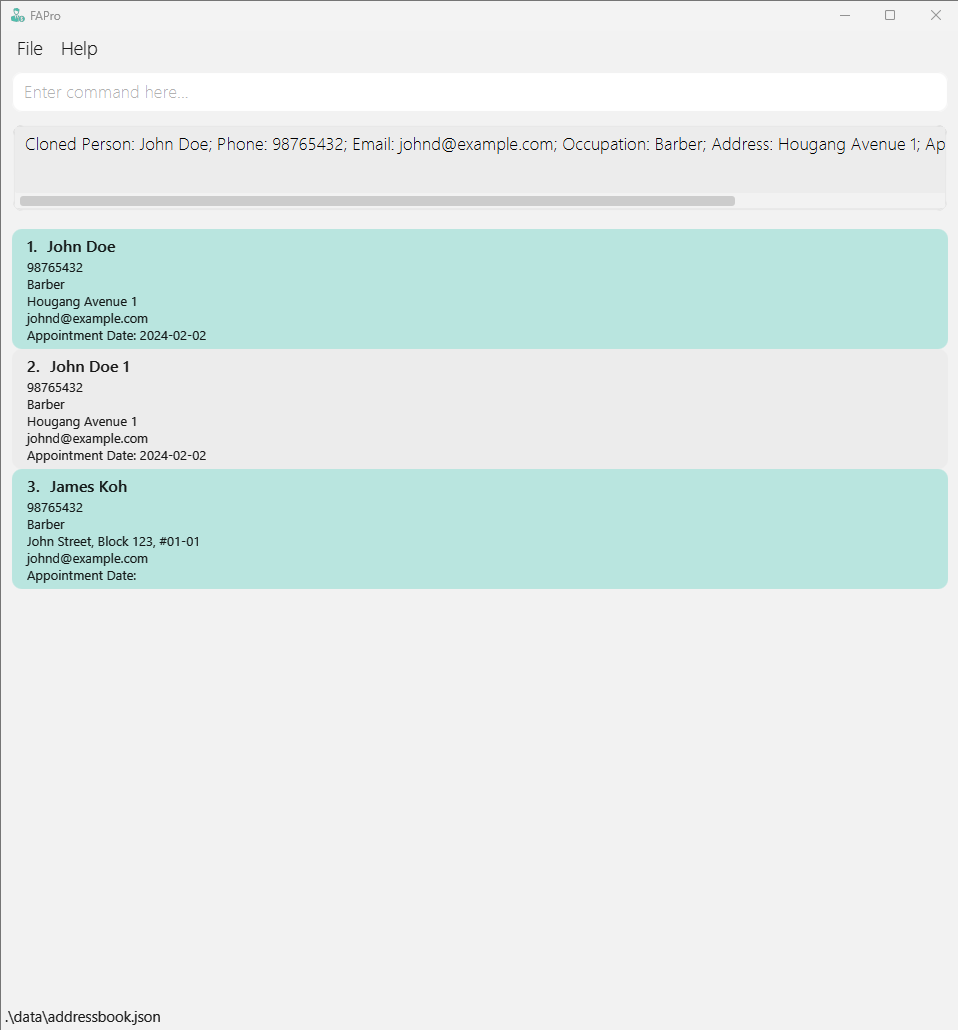 FAPro
File Help
Enter command here...
Cloned Person: John Doe; Phone: 98765432; Email: johnd@example.com; Occupation: Barber; Address: Hougang Avenue 1; Ap
1. John Doe
98765432
Barber
Hougang Avenue 1
johnd@example.com
Appointment Date: 2024-02-02
2. John Doe 1
98765432
Barber
Hougang Avenue 1
johnd@example.com
Appointment Date: 2024-02-02
3. James Koh
98765432
Barber
John Street, Block 123, #01-01
johnd@example.com
Appointment Date:
.\data\addressbook.json